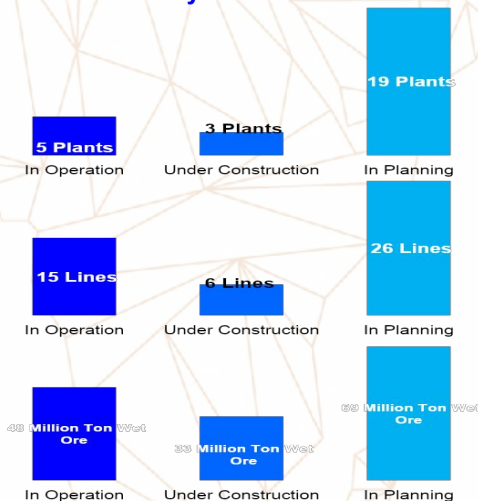 19 Plants
3 Plants
5 Plants
In Operation Under Construction In Planning
26 Lines
15 Lines
6 Lines
In Operation Under Construction In Planning
69 Million Ton Wet
Ore
48 Million Ton Wet
Ore
33 Million Ton Wet
Ore
In Operation Under Construction In Planning